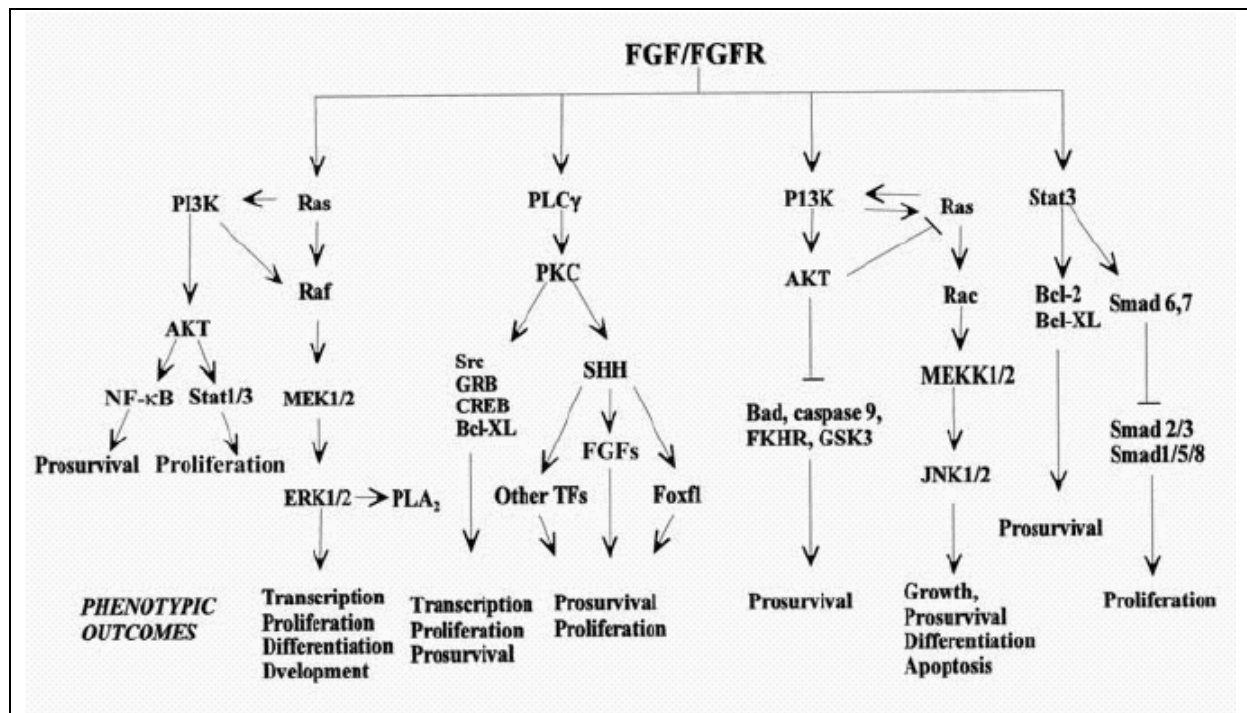 FGF/FGFR
PI3K
Ras
PLCγ
P13K
Ras
Stat3
Raf
PKC
AKT
Rac
Bcl-2
Bcl-XL
Smad 6,7
AKT
Src
GRB
CREB
Bcl-XL
SHH
MEKK1/2
NF-κB
Stat1/3
MEK1/2
FGFs
Bad, caspase 9,
FKHR, GSK3
Smad 2/3
Smad1/5/8
Prosurvival
Proliferation
ERK1/2
PLA₂
Other TFs
Foxf1
JNK1/2
Prosurvival
PHENOTYPIC
OUTCOMES
Transcription
Proliferation
Differentiation
Dvelopment
Transcription
Proliferation
Prosurvival
Prosurvival
Proliferation
Prosurvival
Growth,
Prosurvival
Differentiation
Apoptosis
Proliferation